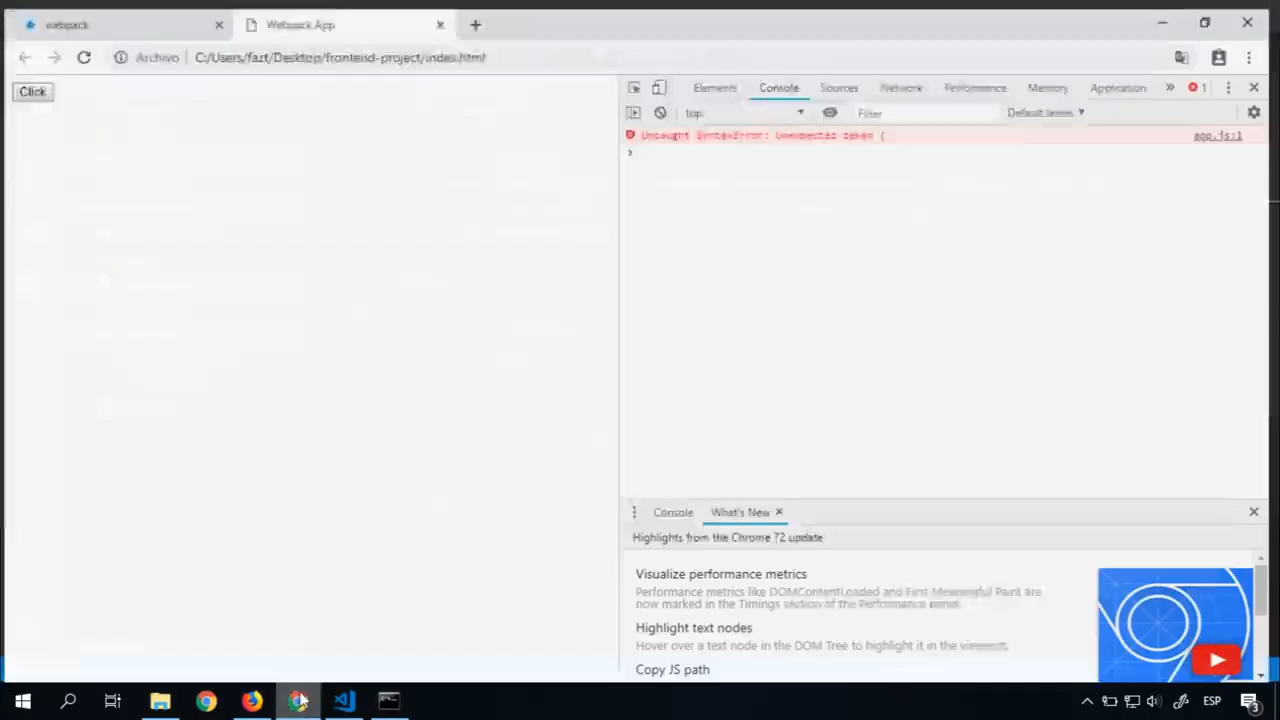 webpack
Webpack App
Archivo
C:/Users/fazt/Desktop/frontend-project/index.html
Click
Elements Console Sources Network Performance Memory Application » 1
top Filter Default levels
Uncaught SyntaxError: Unexpected token { app.js:1
Console What's New
Highlights from the Chrome 72 update
Visualize performance metrics
Performance metrics like DOMContentLoaded and First Meaningful Paint are
now marked in the Timings section of the Performance panel.
Highlight text nodes
Hover over a text node in the DOM Tree to highlight it in the viewport.
Copy JS path
ESP
3